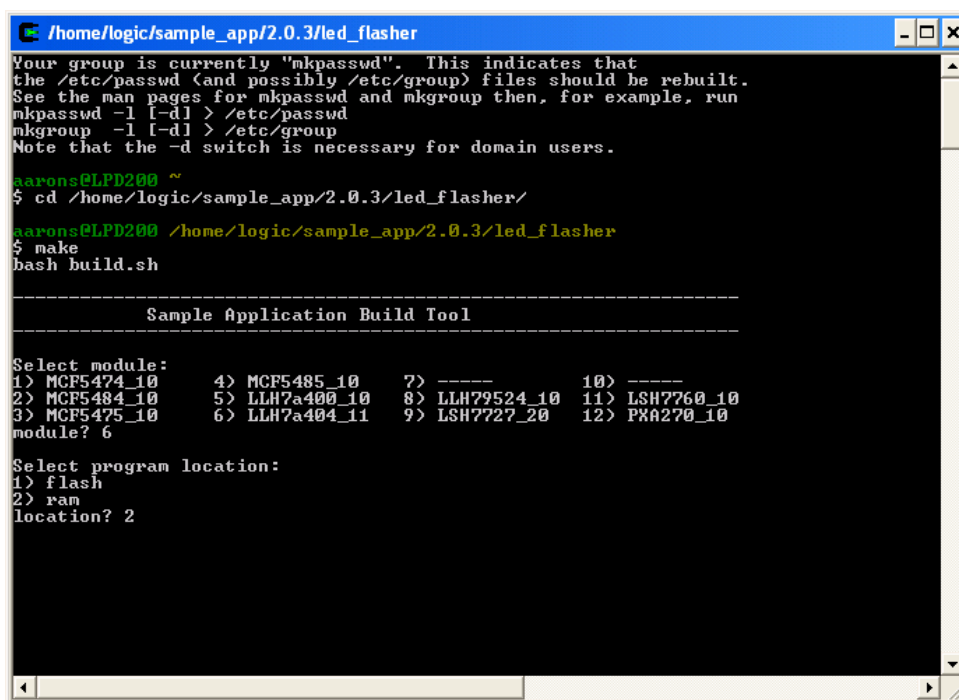 /home/logic/sample_app/2.0.3/led_flasher
Your group is currently "mkpasswd".  This indicates that
the /etc/passwd (and possibly /etc/group) files should be rebuilt.
See the man pages for mkpasswd and mkgroup then, for example, run
mkpasswd -l [-d] > /etc/passwd
mkgroup  -l [-d] > /etc/group
Note that the -d switch is necessary for domain users.
aarons@LPD200 ~
$ cd /home/logic/sample_app/2.0.3/led_flasher/
aarons@LPD200 /home/logic/sample_app/2.0.3/led_flasher
$ make
bash build.sh
-----------------------------------------------------------------
Sample Application Build Tool
-----------------------------------------------------------------
Select module:
1) MCF5474_10     4) MCF5485_10    7) -----          10) -----
2) MCF5484_10     5) LLH7a400_10   8) LLH79524_10  11) LSH7760_10
3) MCF5475_10     6) LLH7a404_11   9) LSH7727_20   12) PXA270_10
module? 6
Select program location:
1) flash
2) ram
location? 2